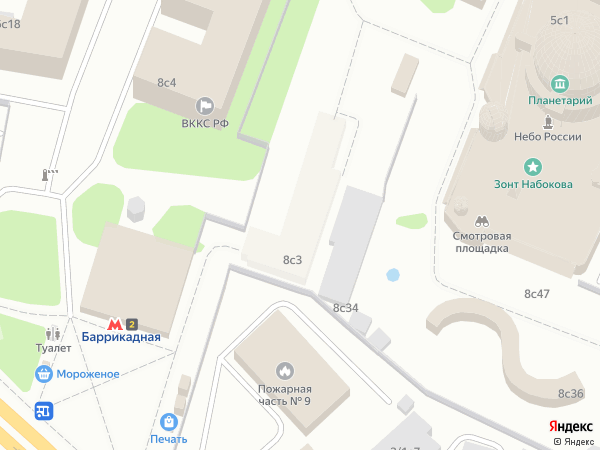 5с1
8с4
Планетарий
ВККС РФ
Небо России
Зонт Набокова
Смотровая
площадка
8с3
8с47
8с34
2
Баррикадная
Туалет
Мороженое
Пожарная
часть № 9
8с36
Печать
Яндекс
© Яндекс